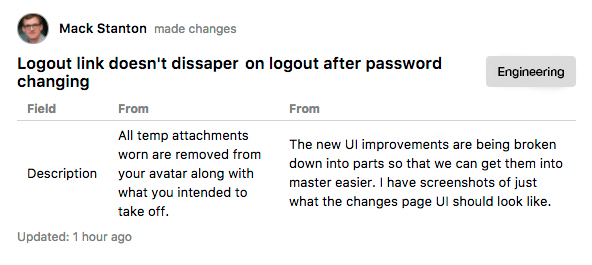 Mack Stanton made changes
Logout link doesn't dissaper on logout after password
changing
Engineering
Field From From
Description
All temp attachments
worn are removed from
your avatar along with
what you intended to
take off.
The new UI improvements are being broken
down into parts so that we can get them into
master easier. I have screenshots of just
what the changes page UI should look like.
Updated: 1 hour ago